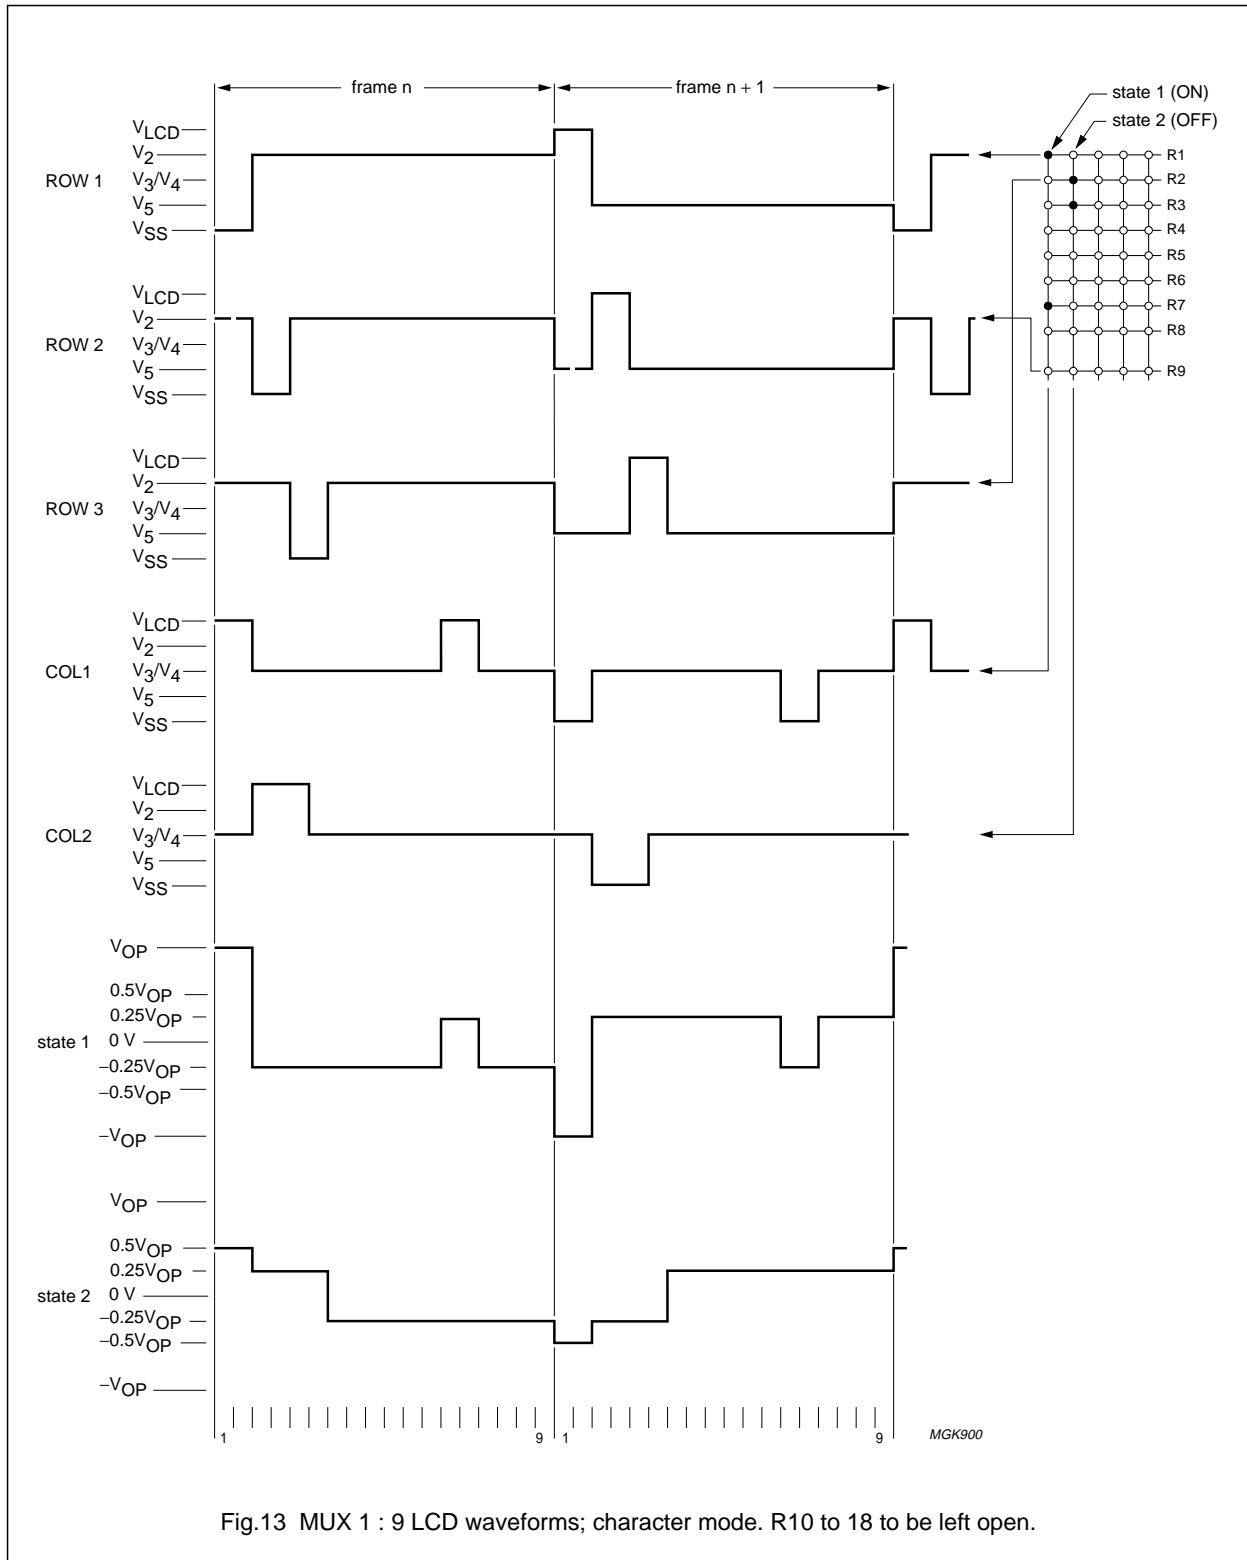 frame n
frame n + 1
state 1 (ON)
state 2 (OFF)
ROW 1
VLCD
V2
V3/V4
V5
VSS
R1
R2
R3
R4
R5
R6
R7
R8
R9
ROW 2
VLCD
V2
V3/V4
V5
VSS
ROW 3
VLCD
V2
V3/V4
V5
VSS
COL1
VLCD
V2
V3/V4
V5
VSS
COL2
VLCD
V2
V3/V4
V5
VSS
state 1
VOP
0.5VOP
0.25VOP
0 V
−0.25VOP
−0.5VOP
−VOP
state 2
VOP
0.5VOP
0.25VOP
0 V
−0.25VOP
−0.5VOP
−VOP
1 9 1 9
MGK900
Fig.13 MUX 1 : 9 LCD waveforms; character mode. R10 to 18 to be left open.